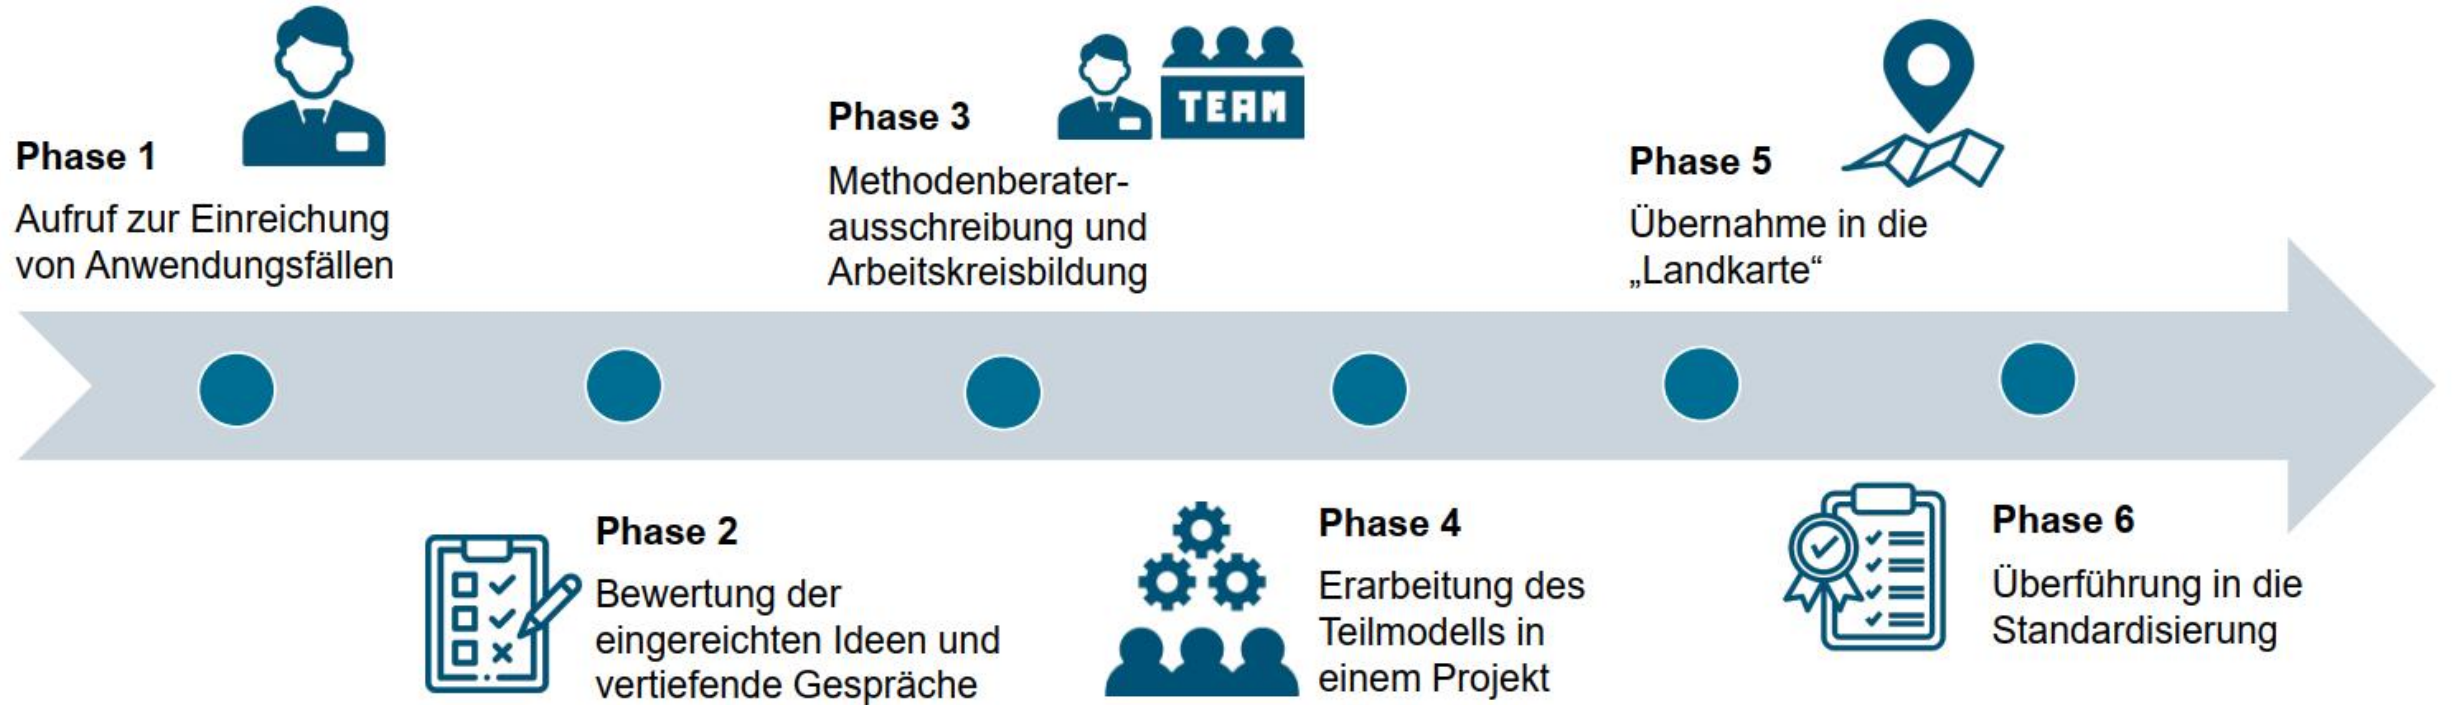 Phase 1
Aufruf zur Einreichung
von Anwendungsfällen
Phase 2
Bewertung der
eingereichten Ideen und
vertiefende Gespräche
Phase 3
TEAM
Methodenberater-
ausschreibung und
Arbeitskreisbildung
Phase 4
Erarbeitung des
Teilmodells in
einem Projekt
Phase 5
Übernahme in die
„Landkarte“
Phase 6
Überführung in die
Standardisierung